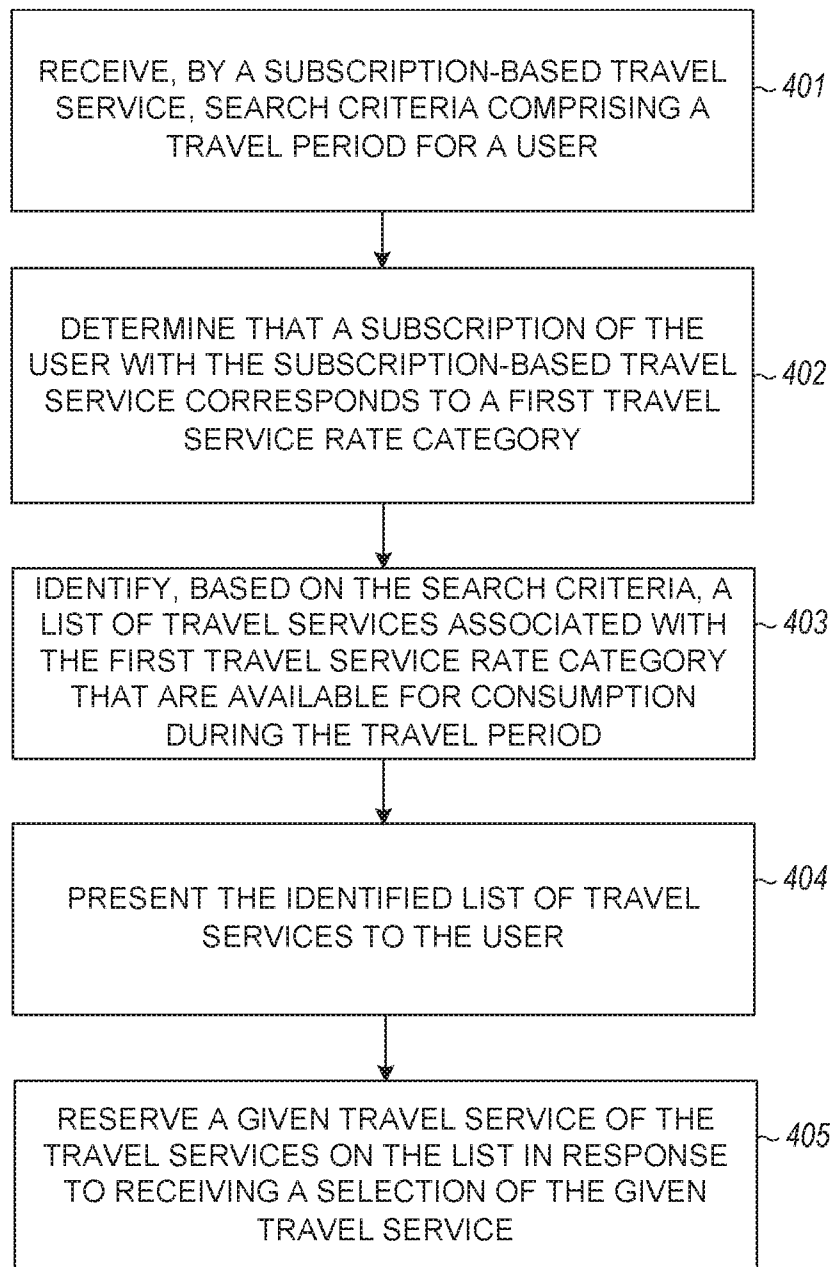 RECEIVE, BY A SUBSCRIPTION-BASED TRAVEL
SERVICE, SEARCH CRITERIA COMPRISING A
TRAVEL PERIOD FOR A USER
401
DETERMINE THAT A SUBSCRIPTION OF THE
USER WITH THE SUBSCRIPTION-BASED TRAVEL
SERVICE CORRESPONDS TO A FIRST TRAVEL
SERVICE RATE CATEGORY
402
IDENTIFY, BASED ON THE SEARCH CRITERIA, A
LIST OF TRAVEL SERVICES ASSOCIATED WITH
THE FIRST TRAVEL SERVICE RATE CATEGORY
THAT ARE AVAILABLE FOR CONSUMPTION
DURING THE TRAVEL PERIOD
403
PRESENT THE IDENTIFIED LIST OF TRAVEL
SERVICES TO THE USER
404
RESERVE A GIVEN TRAVEL SERVICE OF THE
TRAVEL SERVICES ON THE LIST IN RESPONSE
TO RECEIVING A SELECTION OF THE GIVEN
TRAVEL SERVICE
405